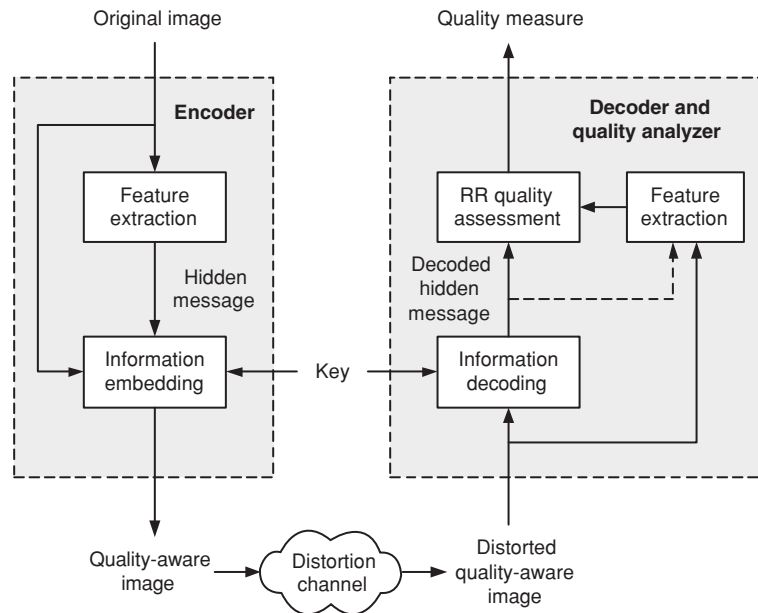 Original image
Quality measure
Encoder
Decoder and
quality analyzer
Feature
extraction
RR quality
assessment
Feature
extraction
Hidden
message
Decoded
hidden
message
Information
embedding
Key
Information
decoding
Quality-aware
image
Distortion
channel
Distorted
quality-aware
image